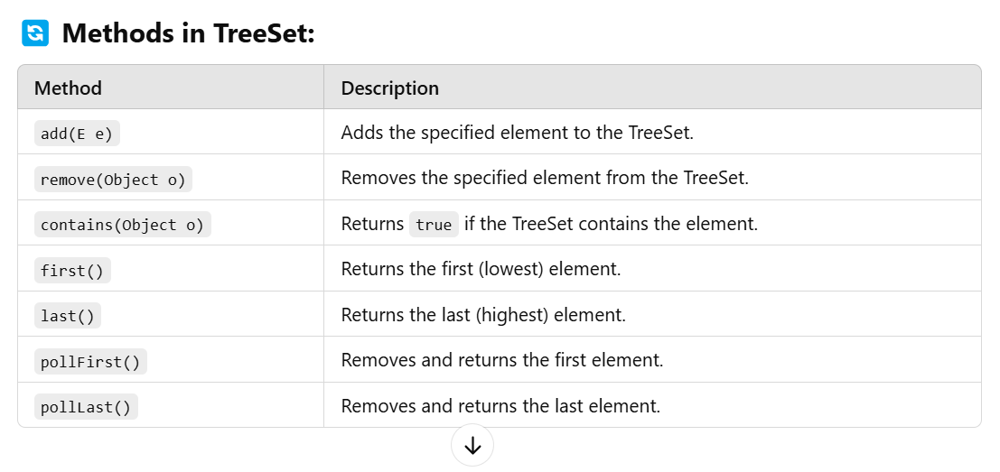 Methods in TreeSet:
Method Description
add(E e) Adds the specified element to the TreeSet.
remove(Object o) Removes the specified element from the TreeSet.
contains(Object o) Returns true if the TreeSet contains the element.
first() Returns the first (lowest) element.
last() Returns the last (highest) element.
pollFirst() Removes and returns the first element.
pollLast() Removes and returns the last element.